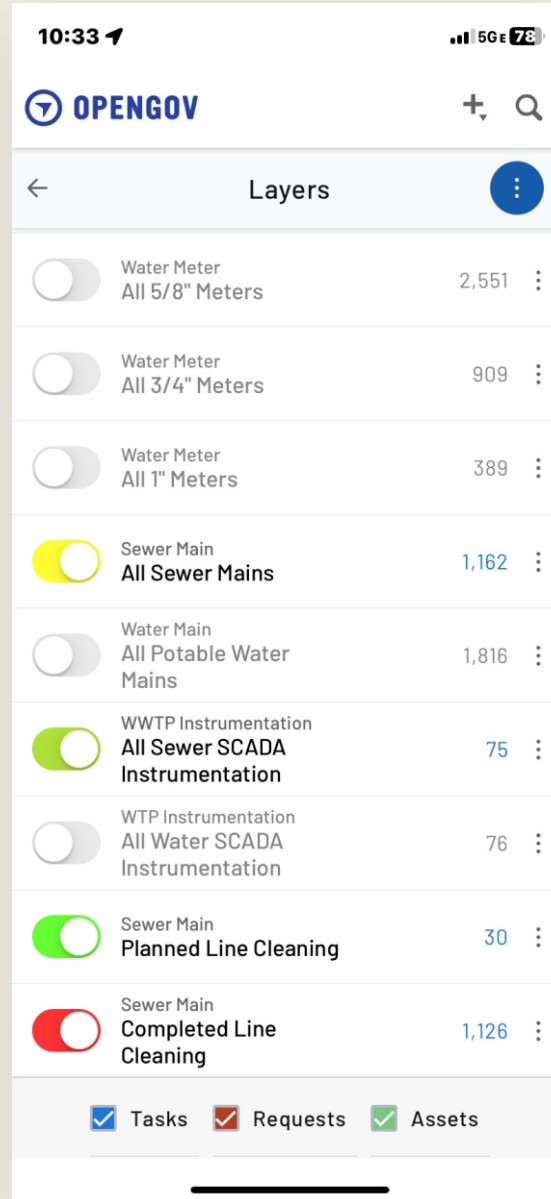 10:33
5GE 78
OPENGOV
Layers
Water Meter
All 5/8" Meters
2,551
Water Meter
All 3/4" Meters
909
Water Meter
All 1" Meters
389
Sewer Main
All Sewer Mains
1,162
Water Main
All Potable Water
Mains
1,816
WWTP Instrumentation
All Sewer SCADA
Instrumentation
75
WTP Instrumentation
All Water SCADA
Instrumentation
76
Sewer Main
Planned Line Cleaning
30
Sewer Main
Completed Line
Cleaning
1,126
Tasks Requests Assets